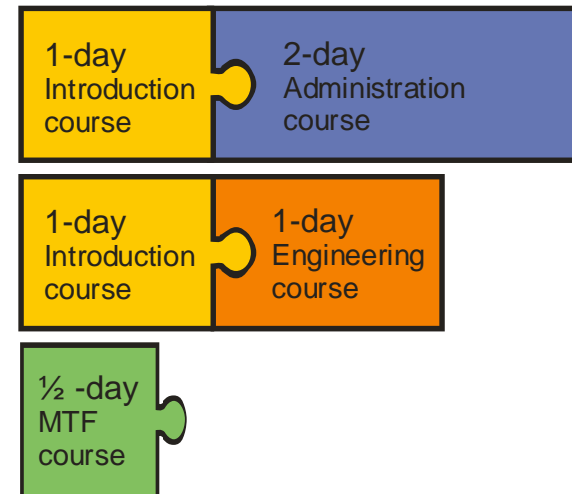 1-day
Introduction
course
2-day
Administration
course
1-day
Introduction
course
1-day
Engineering
course
½ -day
MTF
course